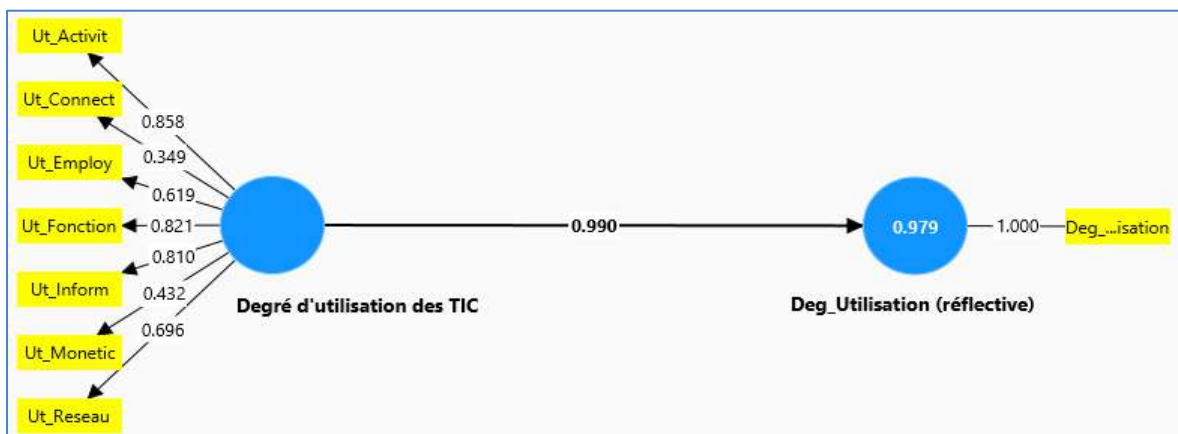 Ut_Activit
Ut_Connect
0.858
0.349
Ut_Employ
0.619
Ut_Fonction
0.821
0.990
0.979
1.000
Deg_...isation
0.810
Ut_Inform
0.432
Degré d'utilisation des TIC
Deg_Utilisation (réflective)
0.696
Ut_Monetic
Ut_Reseau